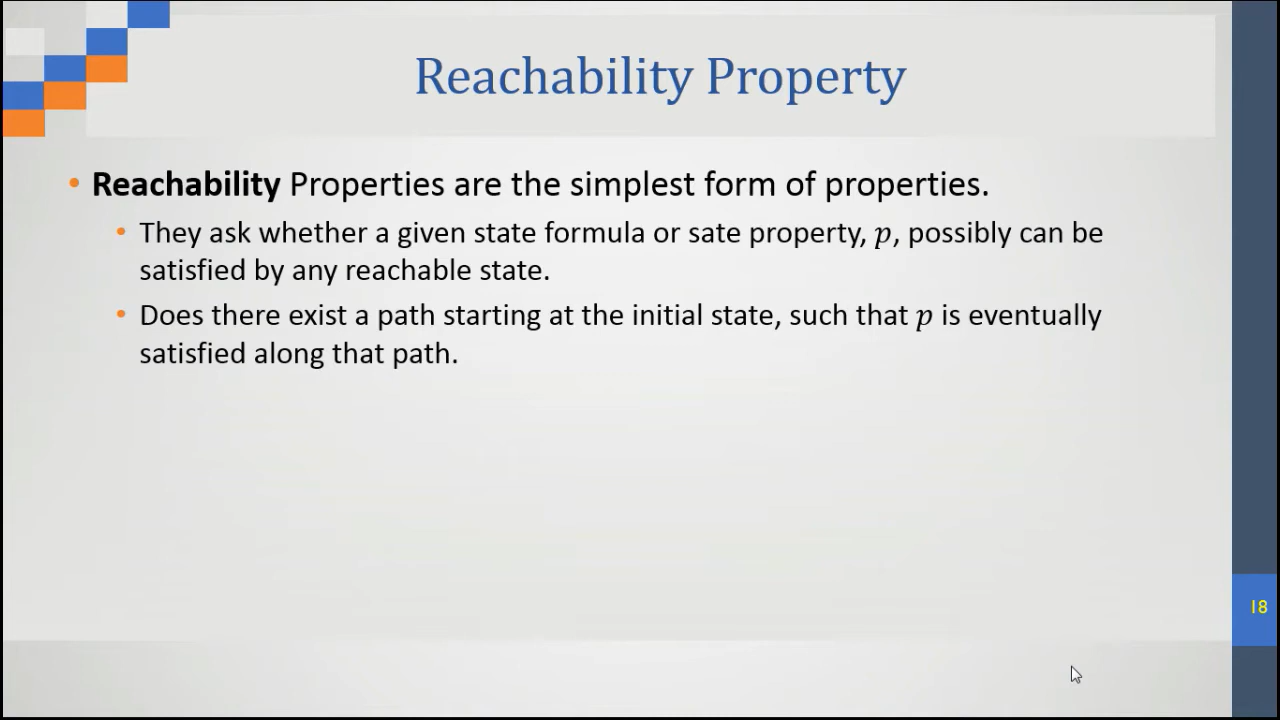 Reachability Property
• Reachability Properties are the simplest form of properties.
• They ask whether a given state formula or sate property, p, possibly can be
satisfied by any reachable state.
• Does there exist a path starting at the initial state, such that p is eventually
satisfied along that path.
18